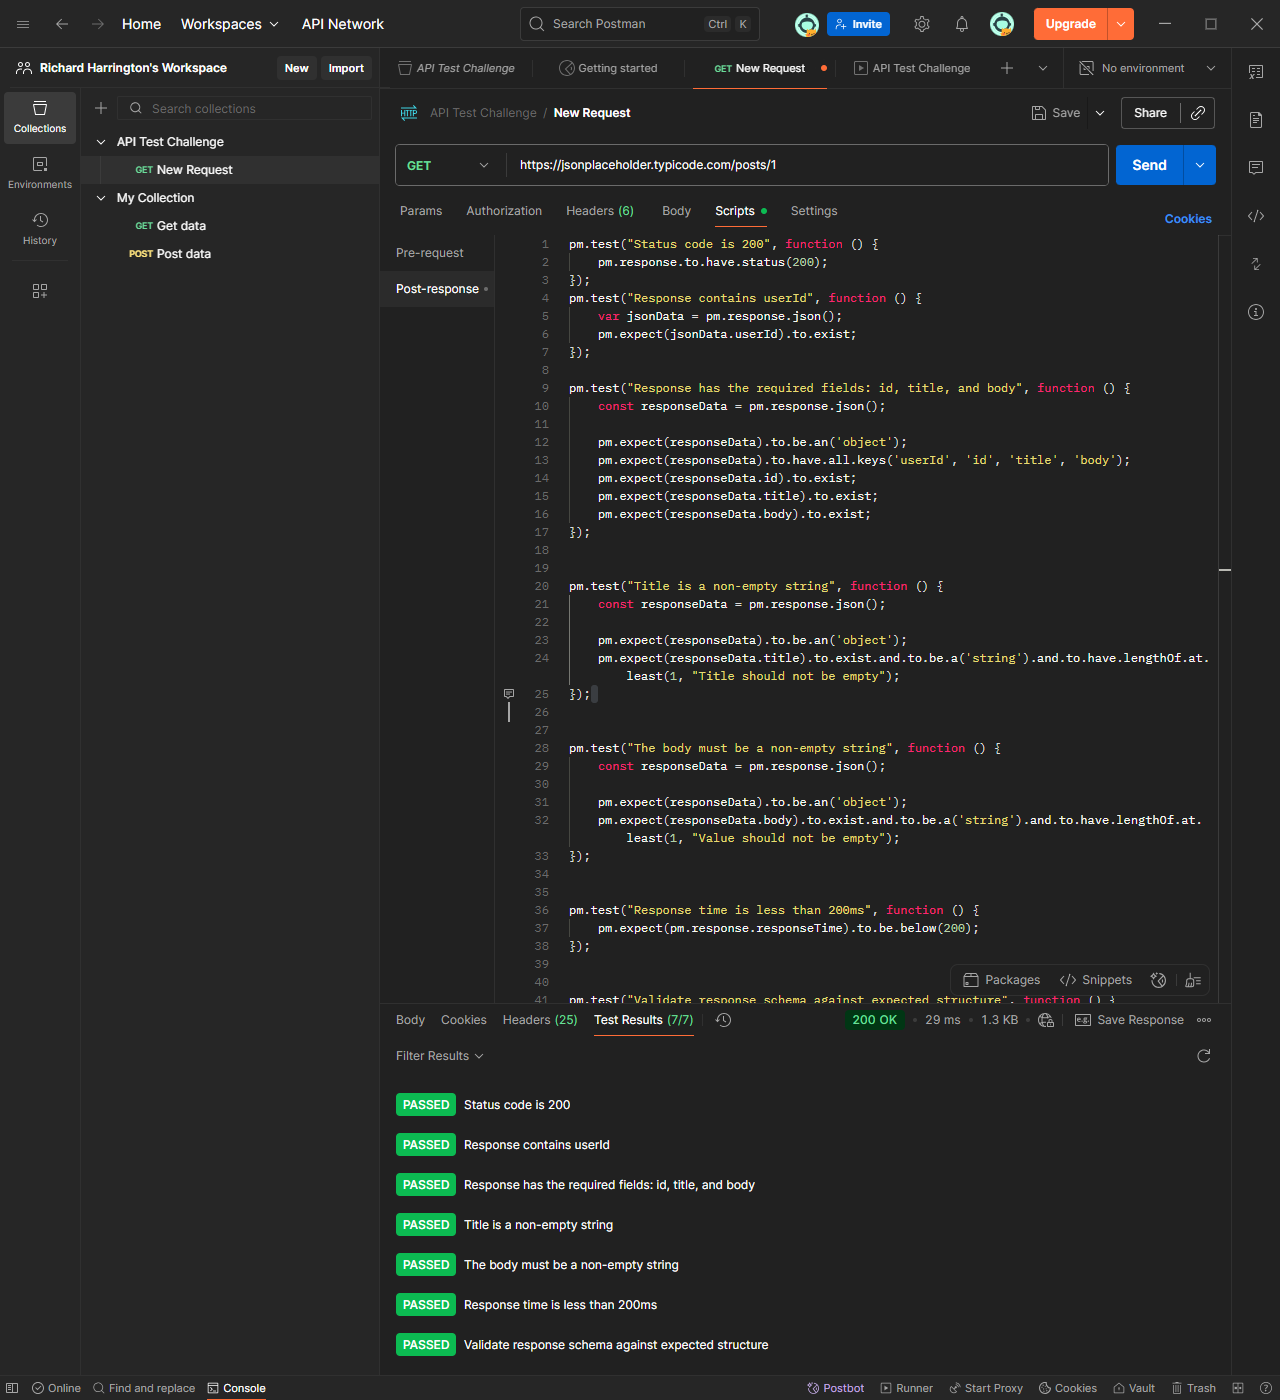 Home Workspaces API Network Search Postman Ctrl K Invite Upgrade
Richard Harrington's Workspace New Import
API Test Challenge Getting started GET New Request API Test Challenge No environment
Collections
Environments
History
Search collections
API Test Challenge
GET New Request
My Collection
GET Get data
POST Post data
HTTP API Test Challenge / New Request Save Share
GET https://jsonplaceholder.typicode.com/posts/1 Send
Params Authorization Headers (6) Body Scripts Settings Cookies
Pre-request
Post-response
1 pm.test("Status code is 200", function () {
2 pm.response.to.have.status(200);
3 });
4 pm.test("Response contains userId", function () {
5 var jsonData = pm.response.json();
6 pm.expect(jsonData.userId).to.exist;
7 });
8
9 pm.test("Response has the required fields: id, title, and body", function () {
10 const responseData = pm.response.json();
11
12 pm.expect(responseData).to.be.an('object');
13 pm.expect(responseData).to.have.all.keys('userId', 'id', 'title', 'body');
14 pm.expect(responseData.id).to.exist;
15 pm.expect(responseData.title).to.exist;
16 pm.expect(responseData.body).to.exist;
17 });
18
19
20 pm.test("Title is a non-empty string", function () {
21 const responseData = pm.response.json();
22
23 pm.expect(responseData).to.be.an('object');
24 pm.expect(responseData.title).to.exist.and.to.be.a('string').and.to.have.lengthOf.at.
least(1, "Title should not be empty");
25 });
26
27
28 pm.test("The body must be a non-empty string", function () {
29 const responseData = pm.response.json();
30
31 pm.expect(responseData).to.be.an('object');
32 pm.expect(responseData.body).to.exist.and.to.be.a('string').and.to.have.lengthOf.at.
least(1, "Value should not be empty");
33 });
34
35
36 pm.test("Response time is less than 200ms", function () {
37 pm.expect(pm.response.responseTime).to.be.below(200);
38 });
39
40
41 pm.test("Validate response schema against expected structure", function () {
Packages Snippets
Body Cookies Headers (25) Test Results (7/7) 200 OK 29 ms 1.3 KB e.g. Save Response
Filter Results
PASSED Status code is 200
PASSED Response contains userId
PASSED Response has the required fields: id, title, and body
PASSED Title is a non-empty string
PASSED The body must be a non-empty string
PASSED Response time is less than 200ms
PASSED Validate response schema against expected structure
Online Find and replace Console Postbot Runner Start Proxy Cookies Vault Trash